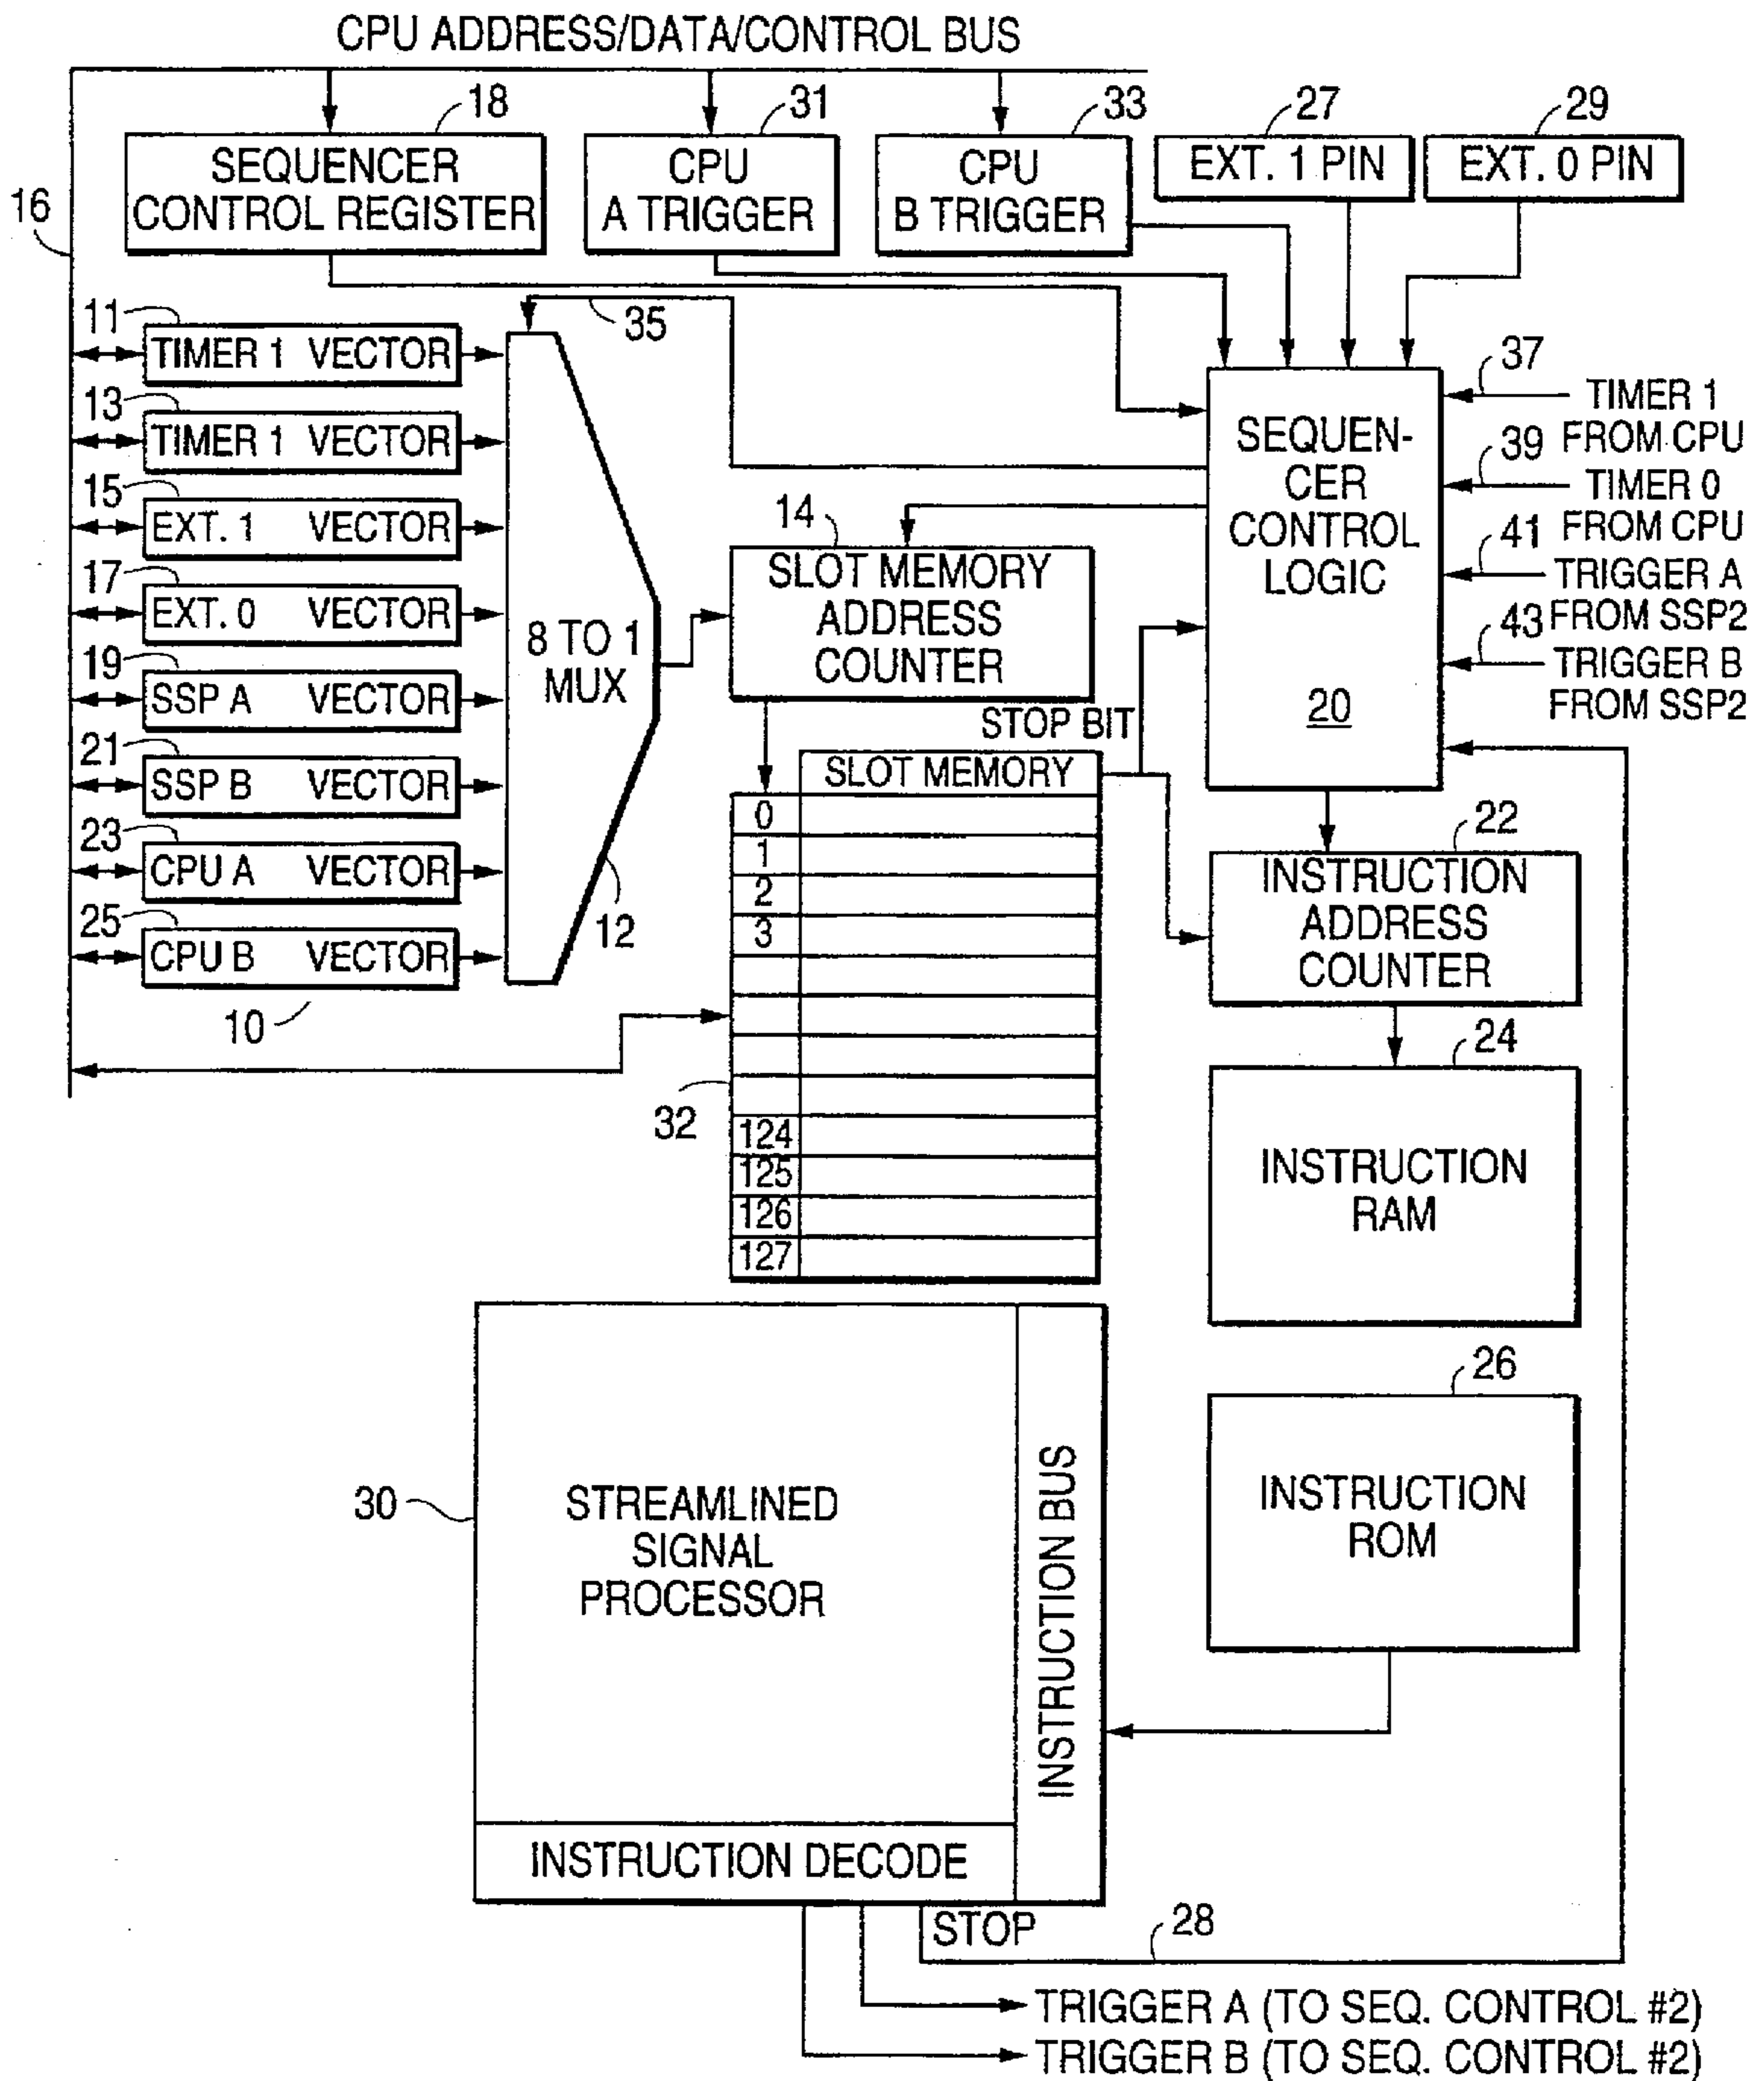 CPU ADDRESS/DATA/CONTROL BUS
18
31
33
27
29
SEQUENCER
CONTROL REGISTER
CPU
A TRIGGER
CPU
B TRIGGER
EXT. 1 PIN
EXT. 0 PIN
16
11
TIMER 1 VECTOR
13
TIMER 1 VECTOR
15
EXT. 1 VECTOR
17
EXT. 0 VECTOR
19
SSP A VECTOR
21
SSP B VECTOR
23
CPU A VECTOR
25
CPU B VECTOR
10
35
8 TO 1
MUX
12
14
SLOT MEMORY
ADDRESS
COUNTER
SEQUEN-
CER
CONTROL
LOGIC
20
37
TIMER 1
FROM CPU
39
TIMER 0
FROM CPU
41
TRIGGER A
FROM SSP2
43
TRIGGER B
FROM SSP2
STOP BIT
SLOT MEMORY
0
1
2
3
124
125
126
127
32
22
INSTRUCTION
ADDRESS
COUNTER
24
INSTRUCTION
RAM
26
INSTRUCTION
ROM
30
STREAMLINED
SIGNAL
PROCESSOR
INSTRUCTION BUS
INSTRUCTION DECODE
STOP
28
TRIGGER A (TO SEQ. CONTROL #2)
TRIGGER B (TO SEQ. CONTROL #2)